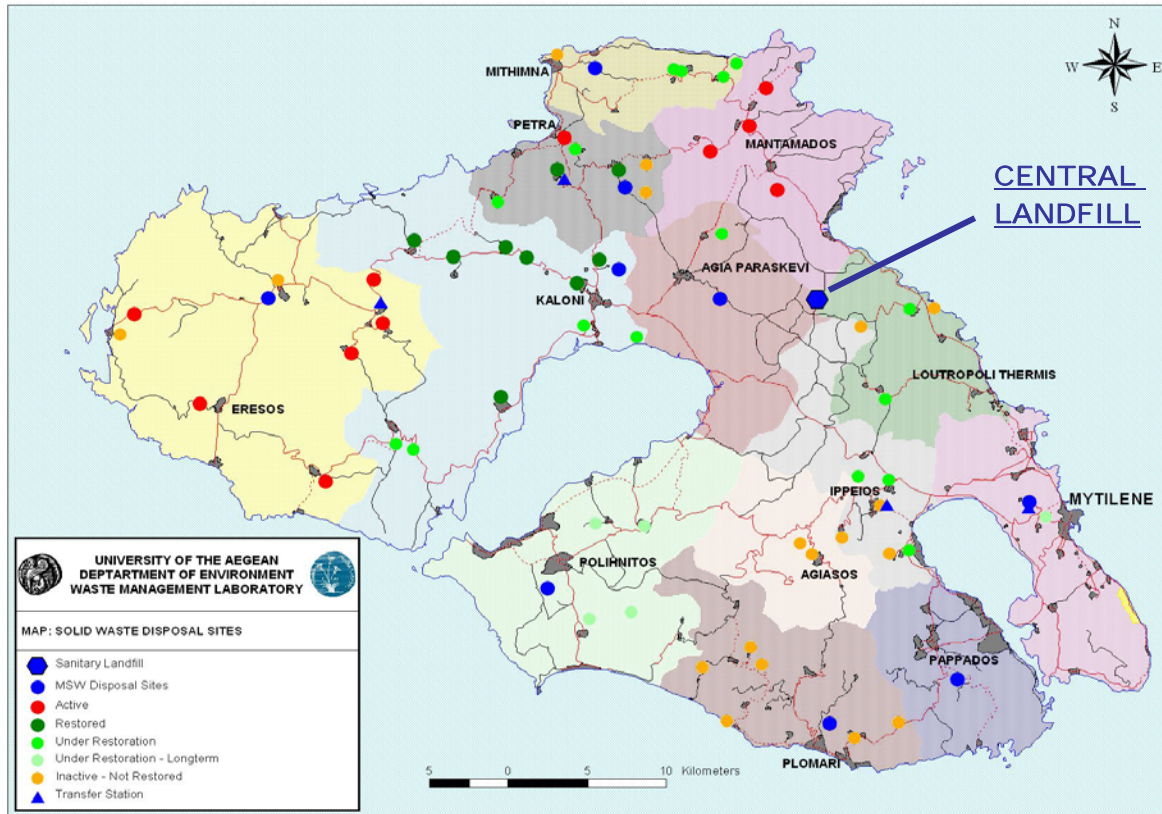 N
W
E
S
MITHIMNA
PETRA
MANTAMADOS
CENTRAL
LANDFILL
AGIA PARASKEVI
KALONI
LOUTROPOLI THERMIS
ERESOS
IPPEIOS
MYTILENE
POLIHNITOS
AGIASOS
PAPPADOS
PLOMARI
5 0 5 10 Kilometers
UNIVERSITY OF THE AEGEAN
DEPTARTMENT OF ENVIRONMENT
WASTE MANAGEMENT LABORATORY
MAP: SOLID WASTE DISPOSAL SITES
Sanitary Landfill
MSW Disposal Sites
Active
Restored
Under Restoration
Under Restoration - Longterm
Inactive - Not Restored
Transfer Station